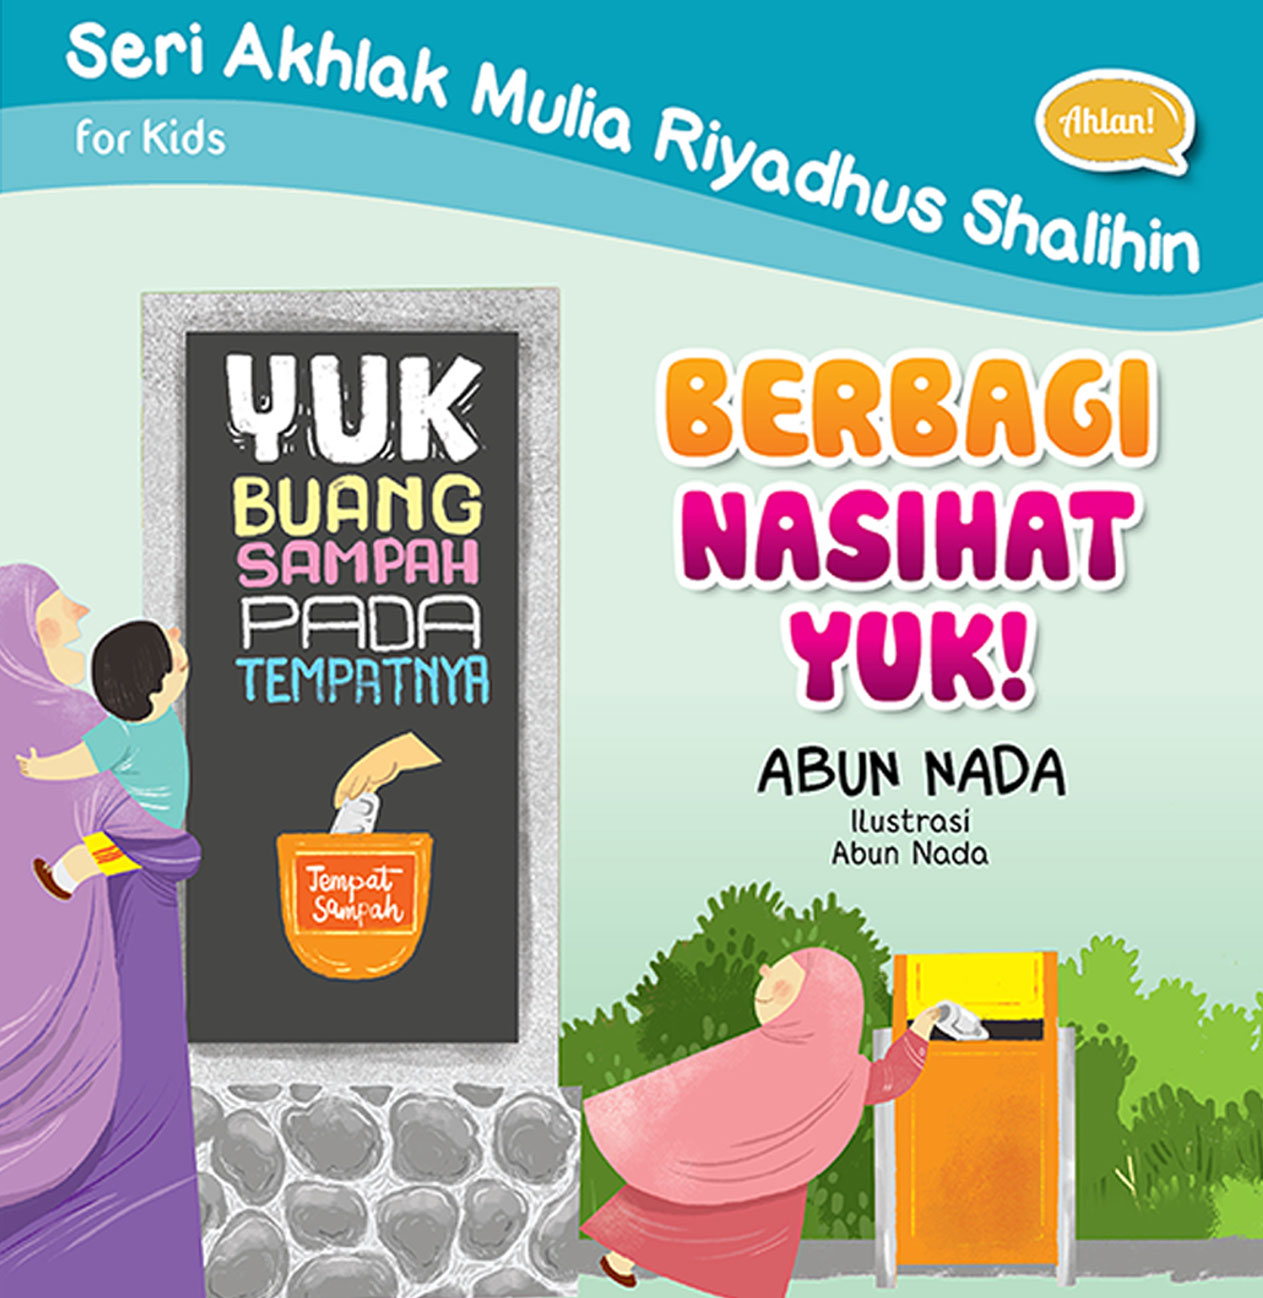 Seri Akhlak Mulia Riyadhus Shalihin
for Kids
Ahlan!
YUK
BUANG
SAMPAH
PADA
TEMPATNYA
Tempat
Sampah
BERBAGI
NASIHAT
YUK!
ABUN NADA
Ilustrasi
Abun Nada